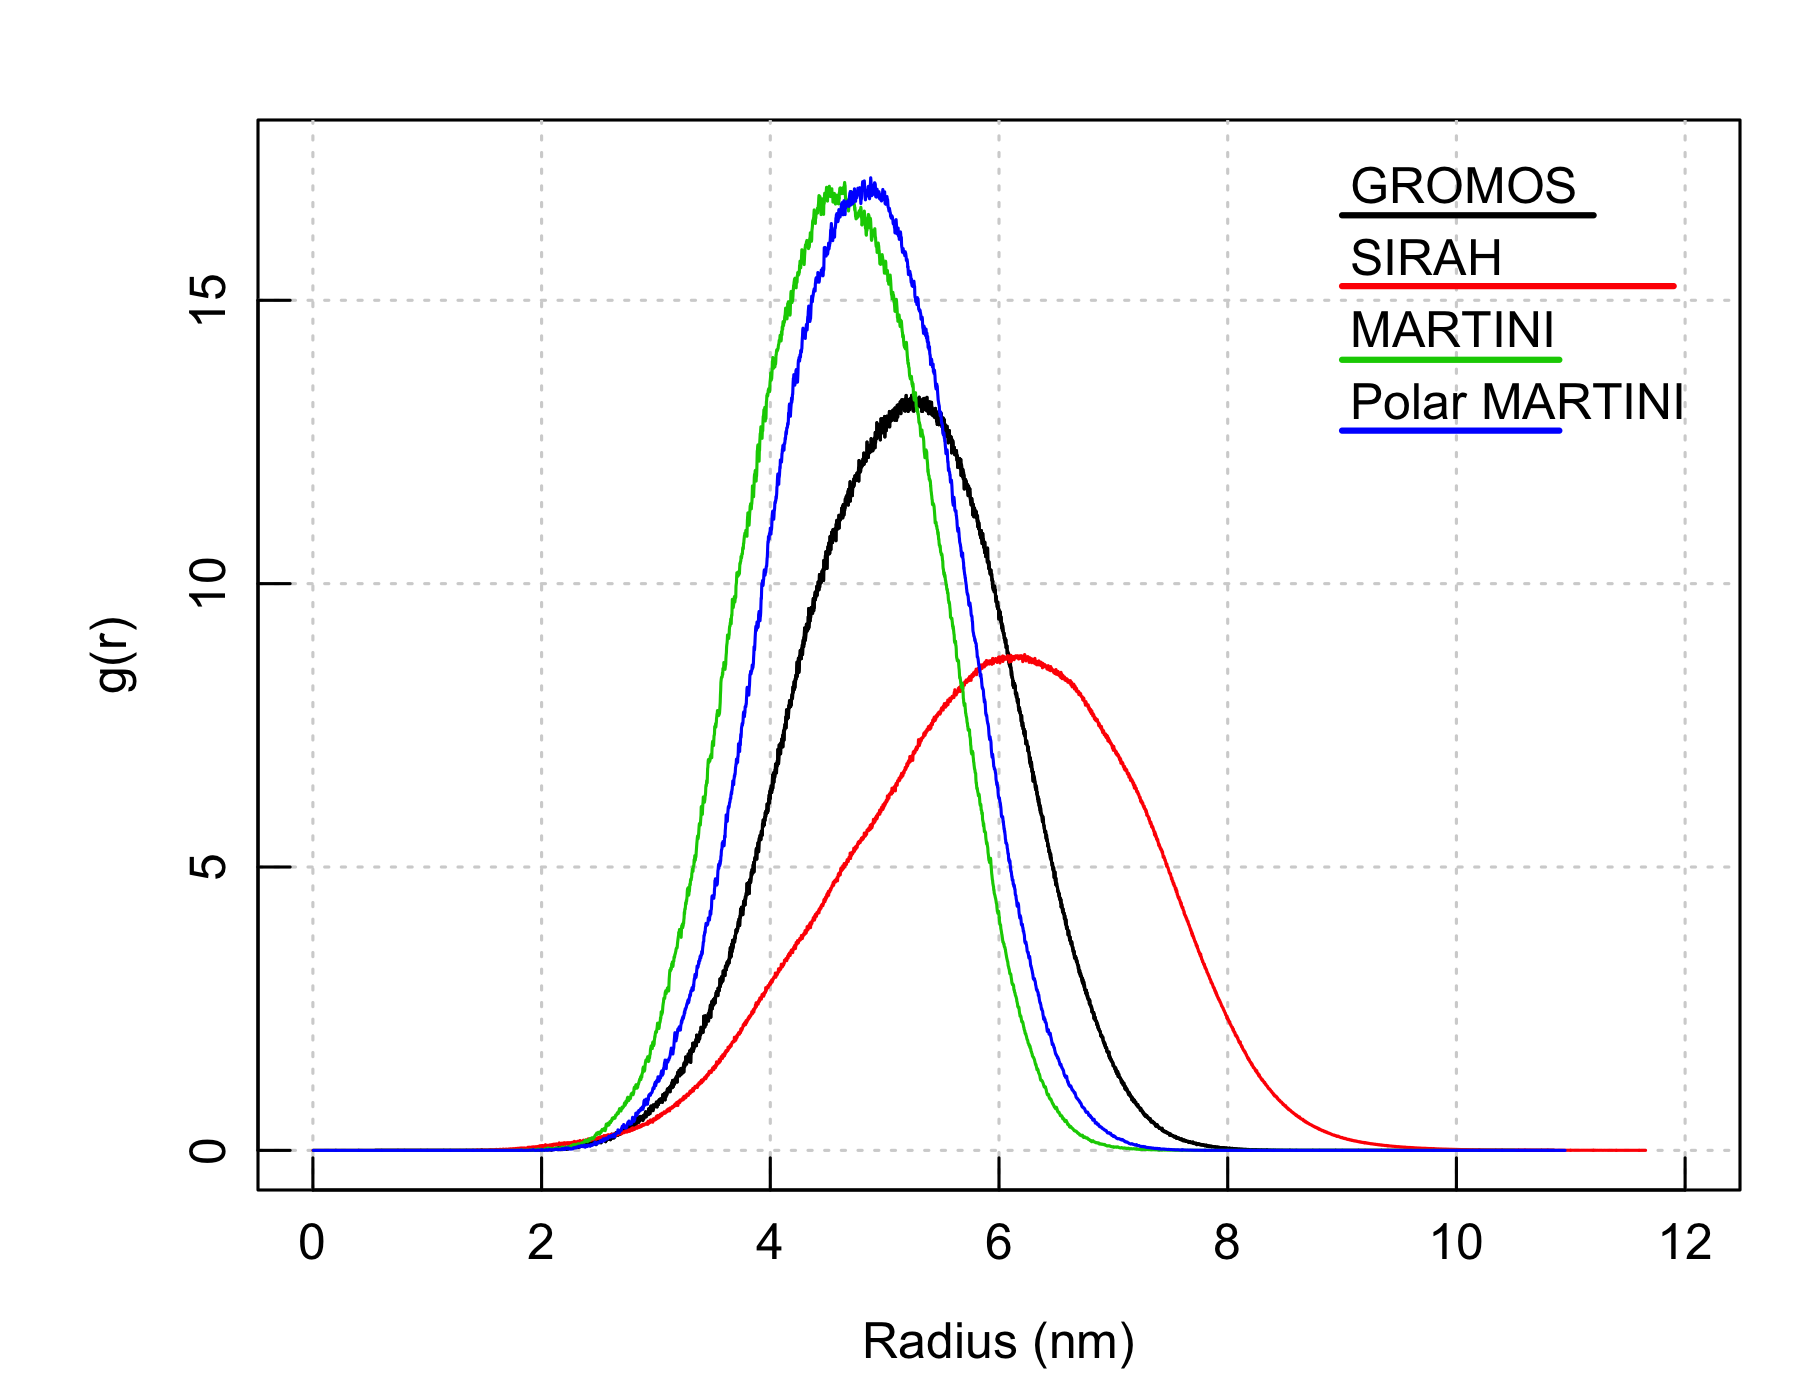 GROMOS
SIRAH
MARTINI
Polar MARTINI
15
10
5
0
g(r)
0 2 4 6 8 10 12
Radius (nm)